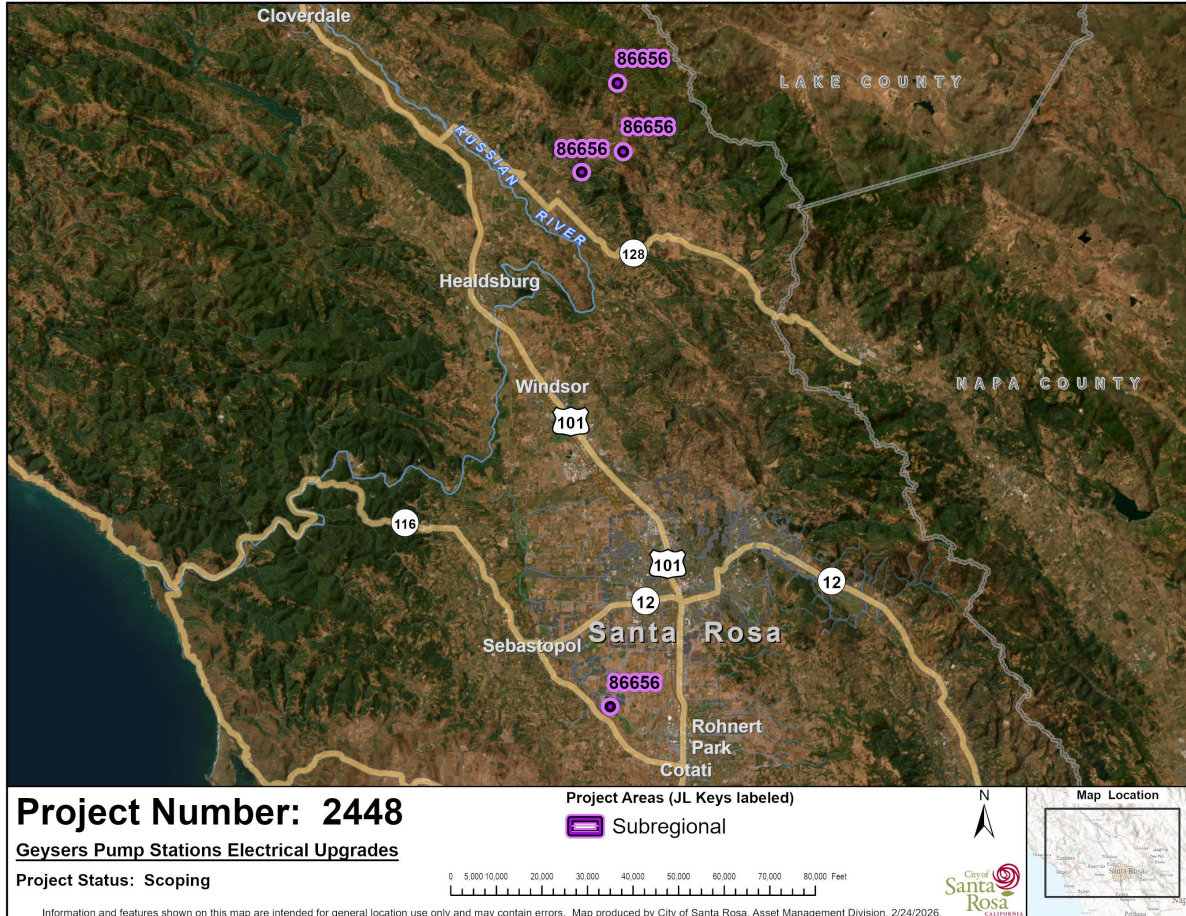 Cloverdale
86656
LAKE COUNTY
86656
86656
RUSSIAN RIVER
128
Healdsburg
Windsor
NAPA COUNTY
101
116
101
12
12
Santa Rosa
Sebastopol
86656
Rohnert
Park
Cotati
Project Number: 2448
Geysers Pump Stations Electrical Upgrades
Project Status: Scoping
Project Areas (JL Keys labeled)
Subregional
0 5,000 10,000 20,000 30,000 40,000 50,000 60,000 70,000 80,000 Feet
N
City of
Santa
Rosa
CALIFORNIA
Map Location
Santa Rosa
Information and features shown on this map are intended for general location use only and may contain errors. Map produced by City of Santa Rosa, Asset Management Division, 2/24/2026.